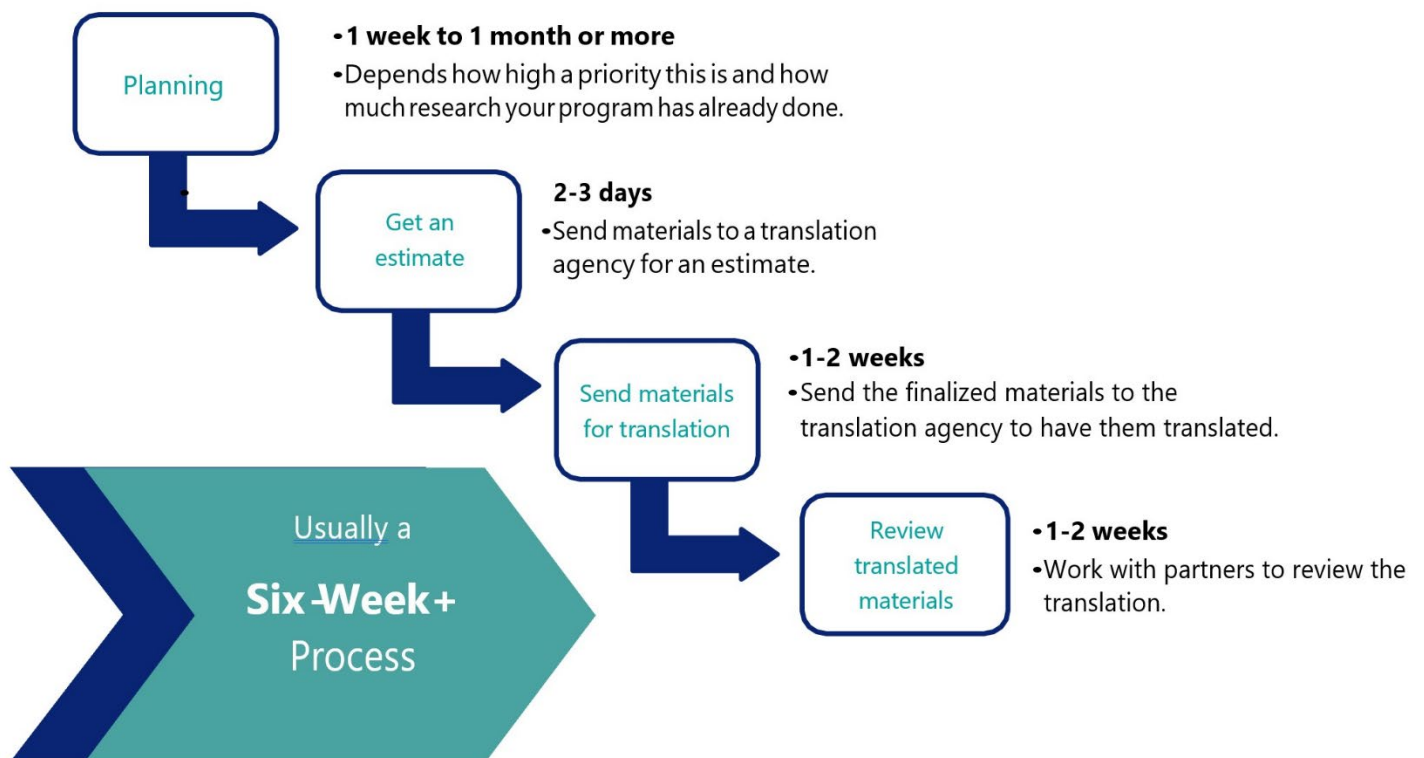 Planning
•1 week to 1 month or more
•Depends how high a priority this is and how
much research your program has already done.
Get an
estimate
2-3 days
•Send materials to a translation
agency for an estimate.
Send materials
for translation
•1-2 weeks
•Send the finalized materials to the
translation agency to have them translated.
Review
translated
materials
•1-2 weeks
•Work with partners to review the
translation.
Usually a
Six-Week+
Process